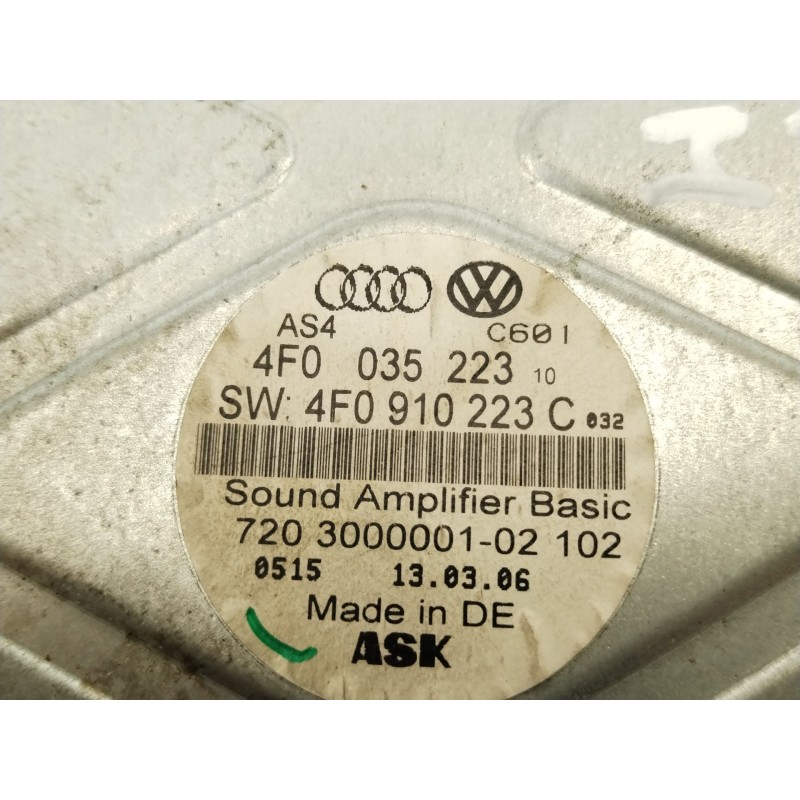 AS4 C601
4F0 035 223 10
SW: 4F0 910 223 C 032
Sound Amplifier Basic
720 3000001-02 102
0515 13.03.06
Made in DE
ASK